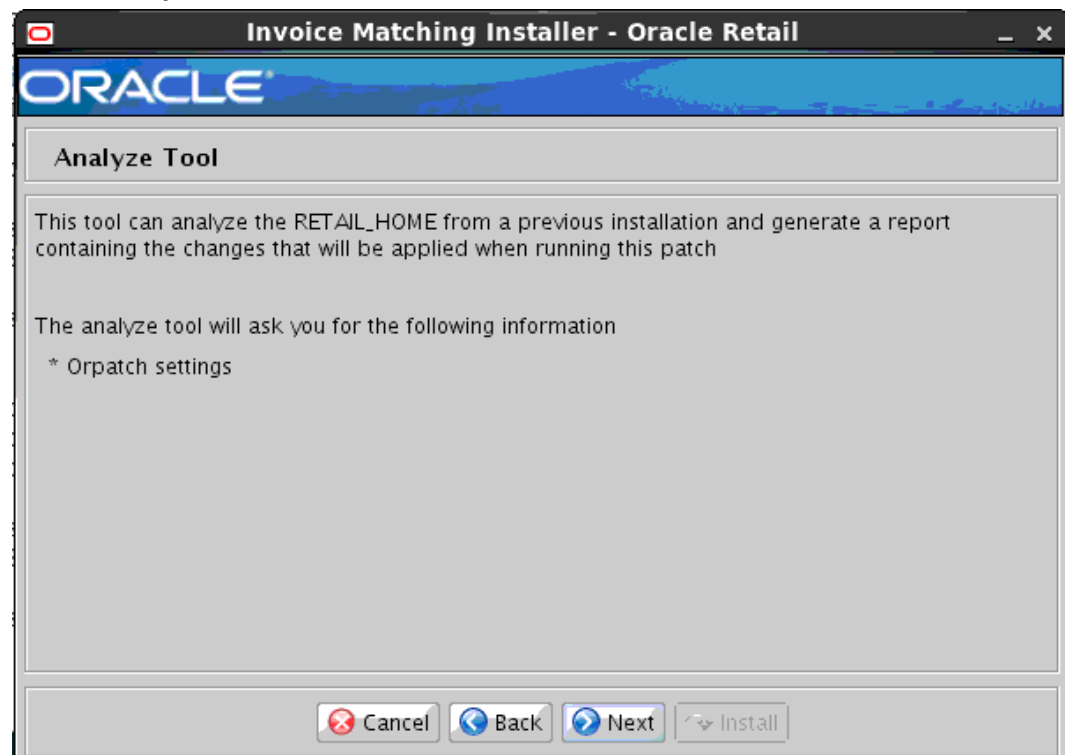 Invoice Matching Installer - Oracle Retail
ORACLE
Analyze Tool
This tool can analyze the RETAIL_HOME from a previous installation and generate a report
containing the changes that will be applied when running this patch
The analyze tool will ask you for the following information
* Orpatch settings
Cancel Back Next Install